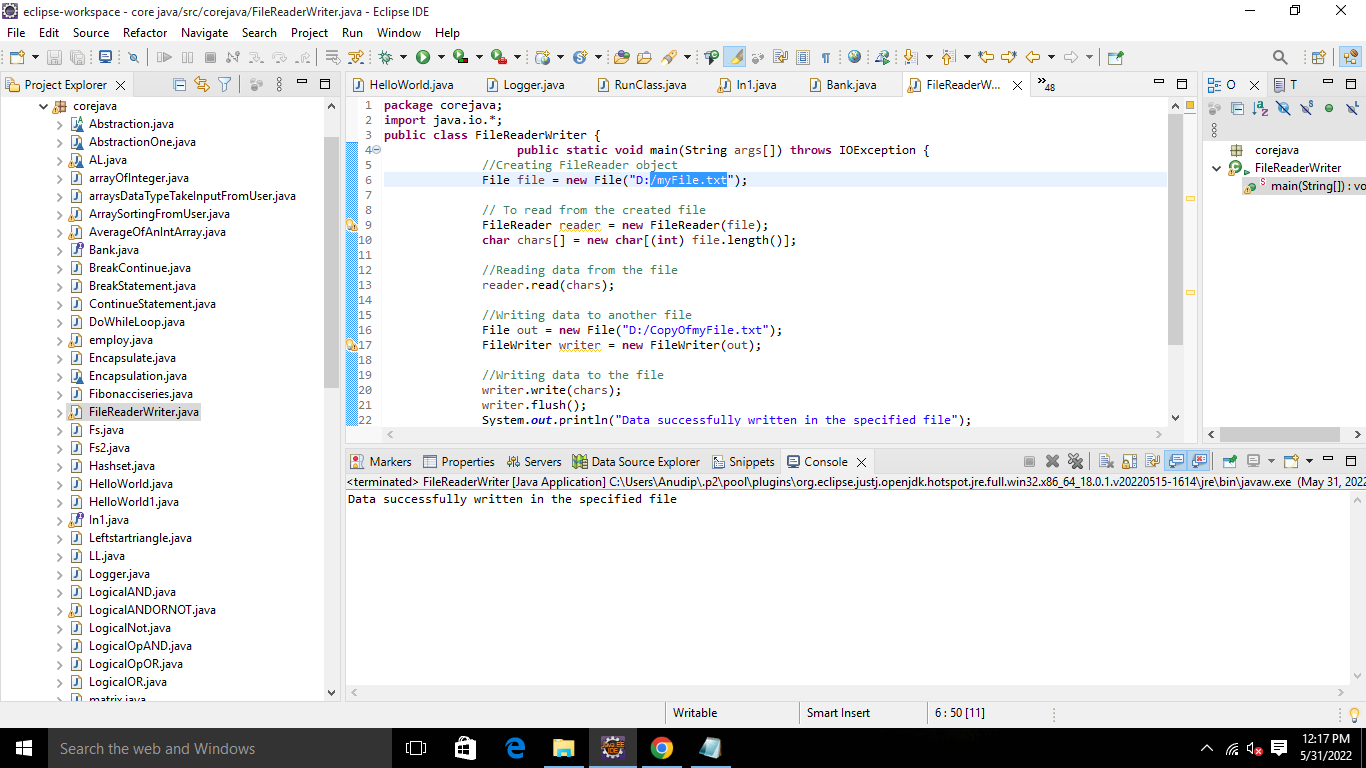 eclipse-workspace - core java/src/corejava/FileReaderWriter.java - Eclipse IDE
File Edit Source Refactor Navigate Search Project Run Window Help
Project Explorer
corejava
Abstraction.java
AbstractionOne.java
AL.java
arrayOfInteger.java
arraysDataTypeTakeInputFromUser.java
ArraySortingFromUser.java
AverageOfAnIntArray.java
Bank.java
BreakContinue.java
BreakStatement.java
ContinueStatement.java
DoWhileLoop.java
employ.java
Encapsulate.java
Encapsulation.java
Fibonacciseries.java
FileReaderWriter.java
Fs.java
Fs2.java
Hashset.java
HelloWorld.java
HelloWorld1.java
In1.java
Leftstartriangle.java
LL.java
Logger.java
LogicalAND.java
LogicalANDORNOT.java
LogicalNot.java
LogicalOpAND.java
LogicalOpOR.java
LogicalOR.java
matrix.java
HelloWorld.java Logger.java RunClass.java In1.java Bank.java FileReaderW... »48
1 package corejava;
2 import java.io.*;
3 public class FileReaderWriter {
4 public static void main(String args[]) throws IOException {
5 //Creating FileReader object
6 File file = new File("D:/myFile.txt");
7
8 // To read from the created file
9 FileReader reader = new FileReader(file);
10 char chars[] = new char[(int) file.length()];
11
12 //Reading data from the file
13 reader.read(chars);
14
15 //Writing data to another file
16 File out = new File("D:/CopyOfmyFile.txt");
17 FileWriter writer = new FileWriter(out);
18
19 //Writing data to the file
20 writer.write(chars);
21 writer.flush();
22 System.out.println("Data successfully written in the specified file");
O T
corejava
FileReaderWriter
main(String[]) : vo
Markers Properties Servers Data Source Explorer Snippets Console
<terminated> FileReaderWriter [Java Application] C:\Users\Anudip\.p2\pool\plugins\org.eclipse.justj.openjdk.hotspot.jre.full.win32.x86_64_18.0.1.v20220515-1614\jre\bin\javaw.exe (May 31, 2022
Data successfully written in the specified file
Writable Smart Insert 6 : 50 [11]
Search the web and Windows
JAVA EE IDE
12:17 PM
5/31/2022